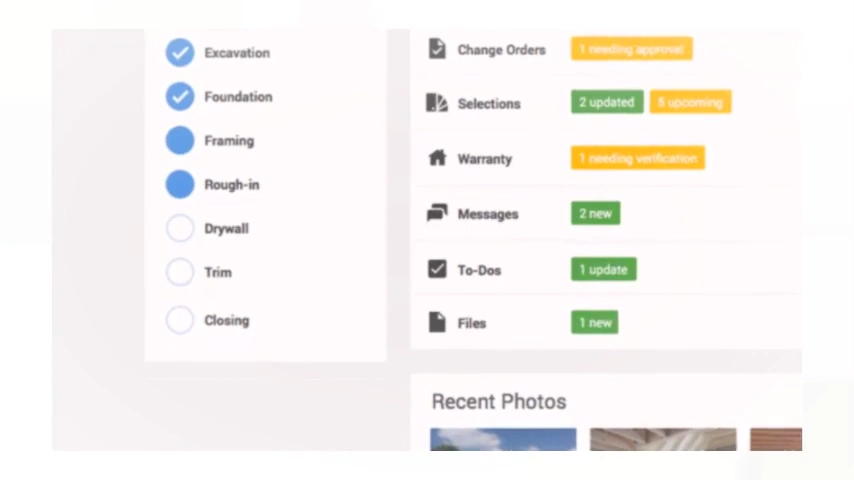 Excavation
Foundation
Framing
Rough-in
Drywall
Trim
Closing
Change Orders 1 needing approval
Selections 2 updated 5 upcoming
Warranty 1 needing verification
Messages 2 new
To-Dos 1 update
Files 1 new
Recent Photos